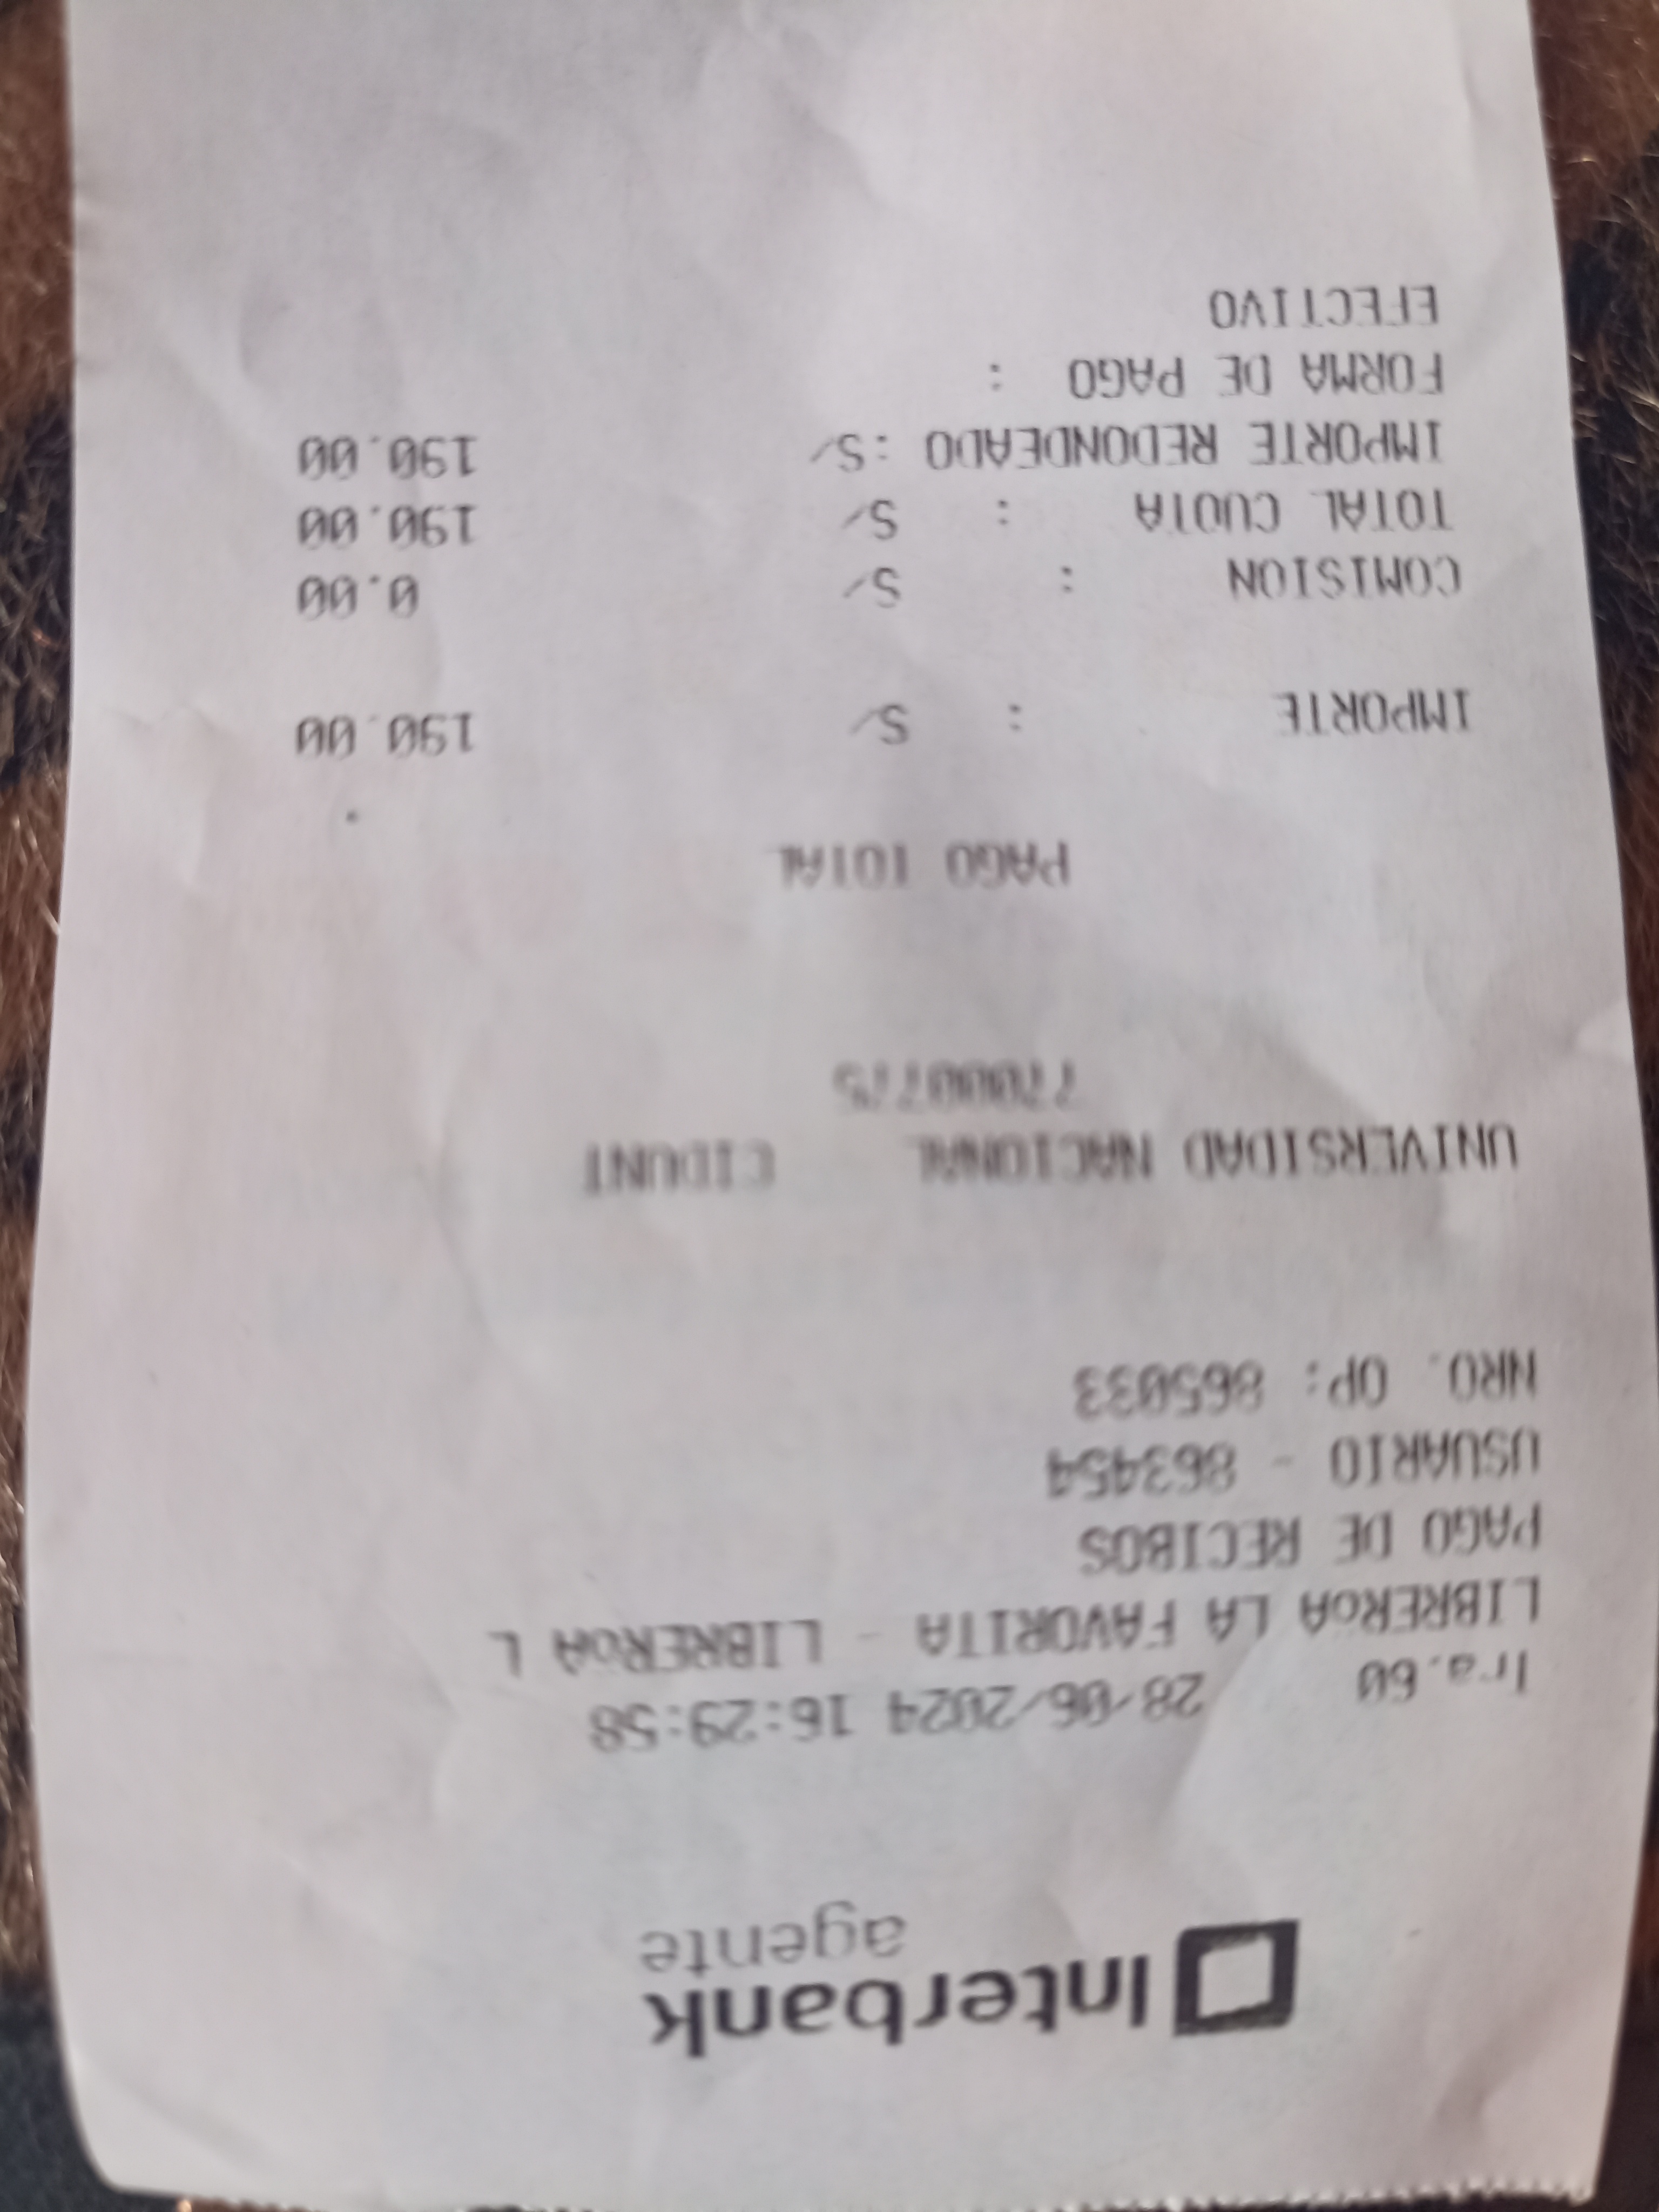 Interbank
agente
Tra.60 28/06/2024 16:29:58
LIBRERoA LA FAVORITA - LIBRERoA L
PAGO DE RECIBOS
USUARIO - 863454
NRO. OP: 865033
UNIVERSIDAD NACIONAL CIDUNT
77000775
PAGO TOTAL
IMPORTE : S/ 190.00
COMISION : S/ 0.00
TOTAL CUOTA : S/ 190.00
IMPORTE REDONDEADO :S/ 190.00
FORMA DE PAGO :
EFECTIVO